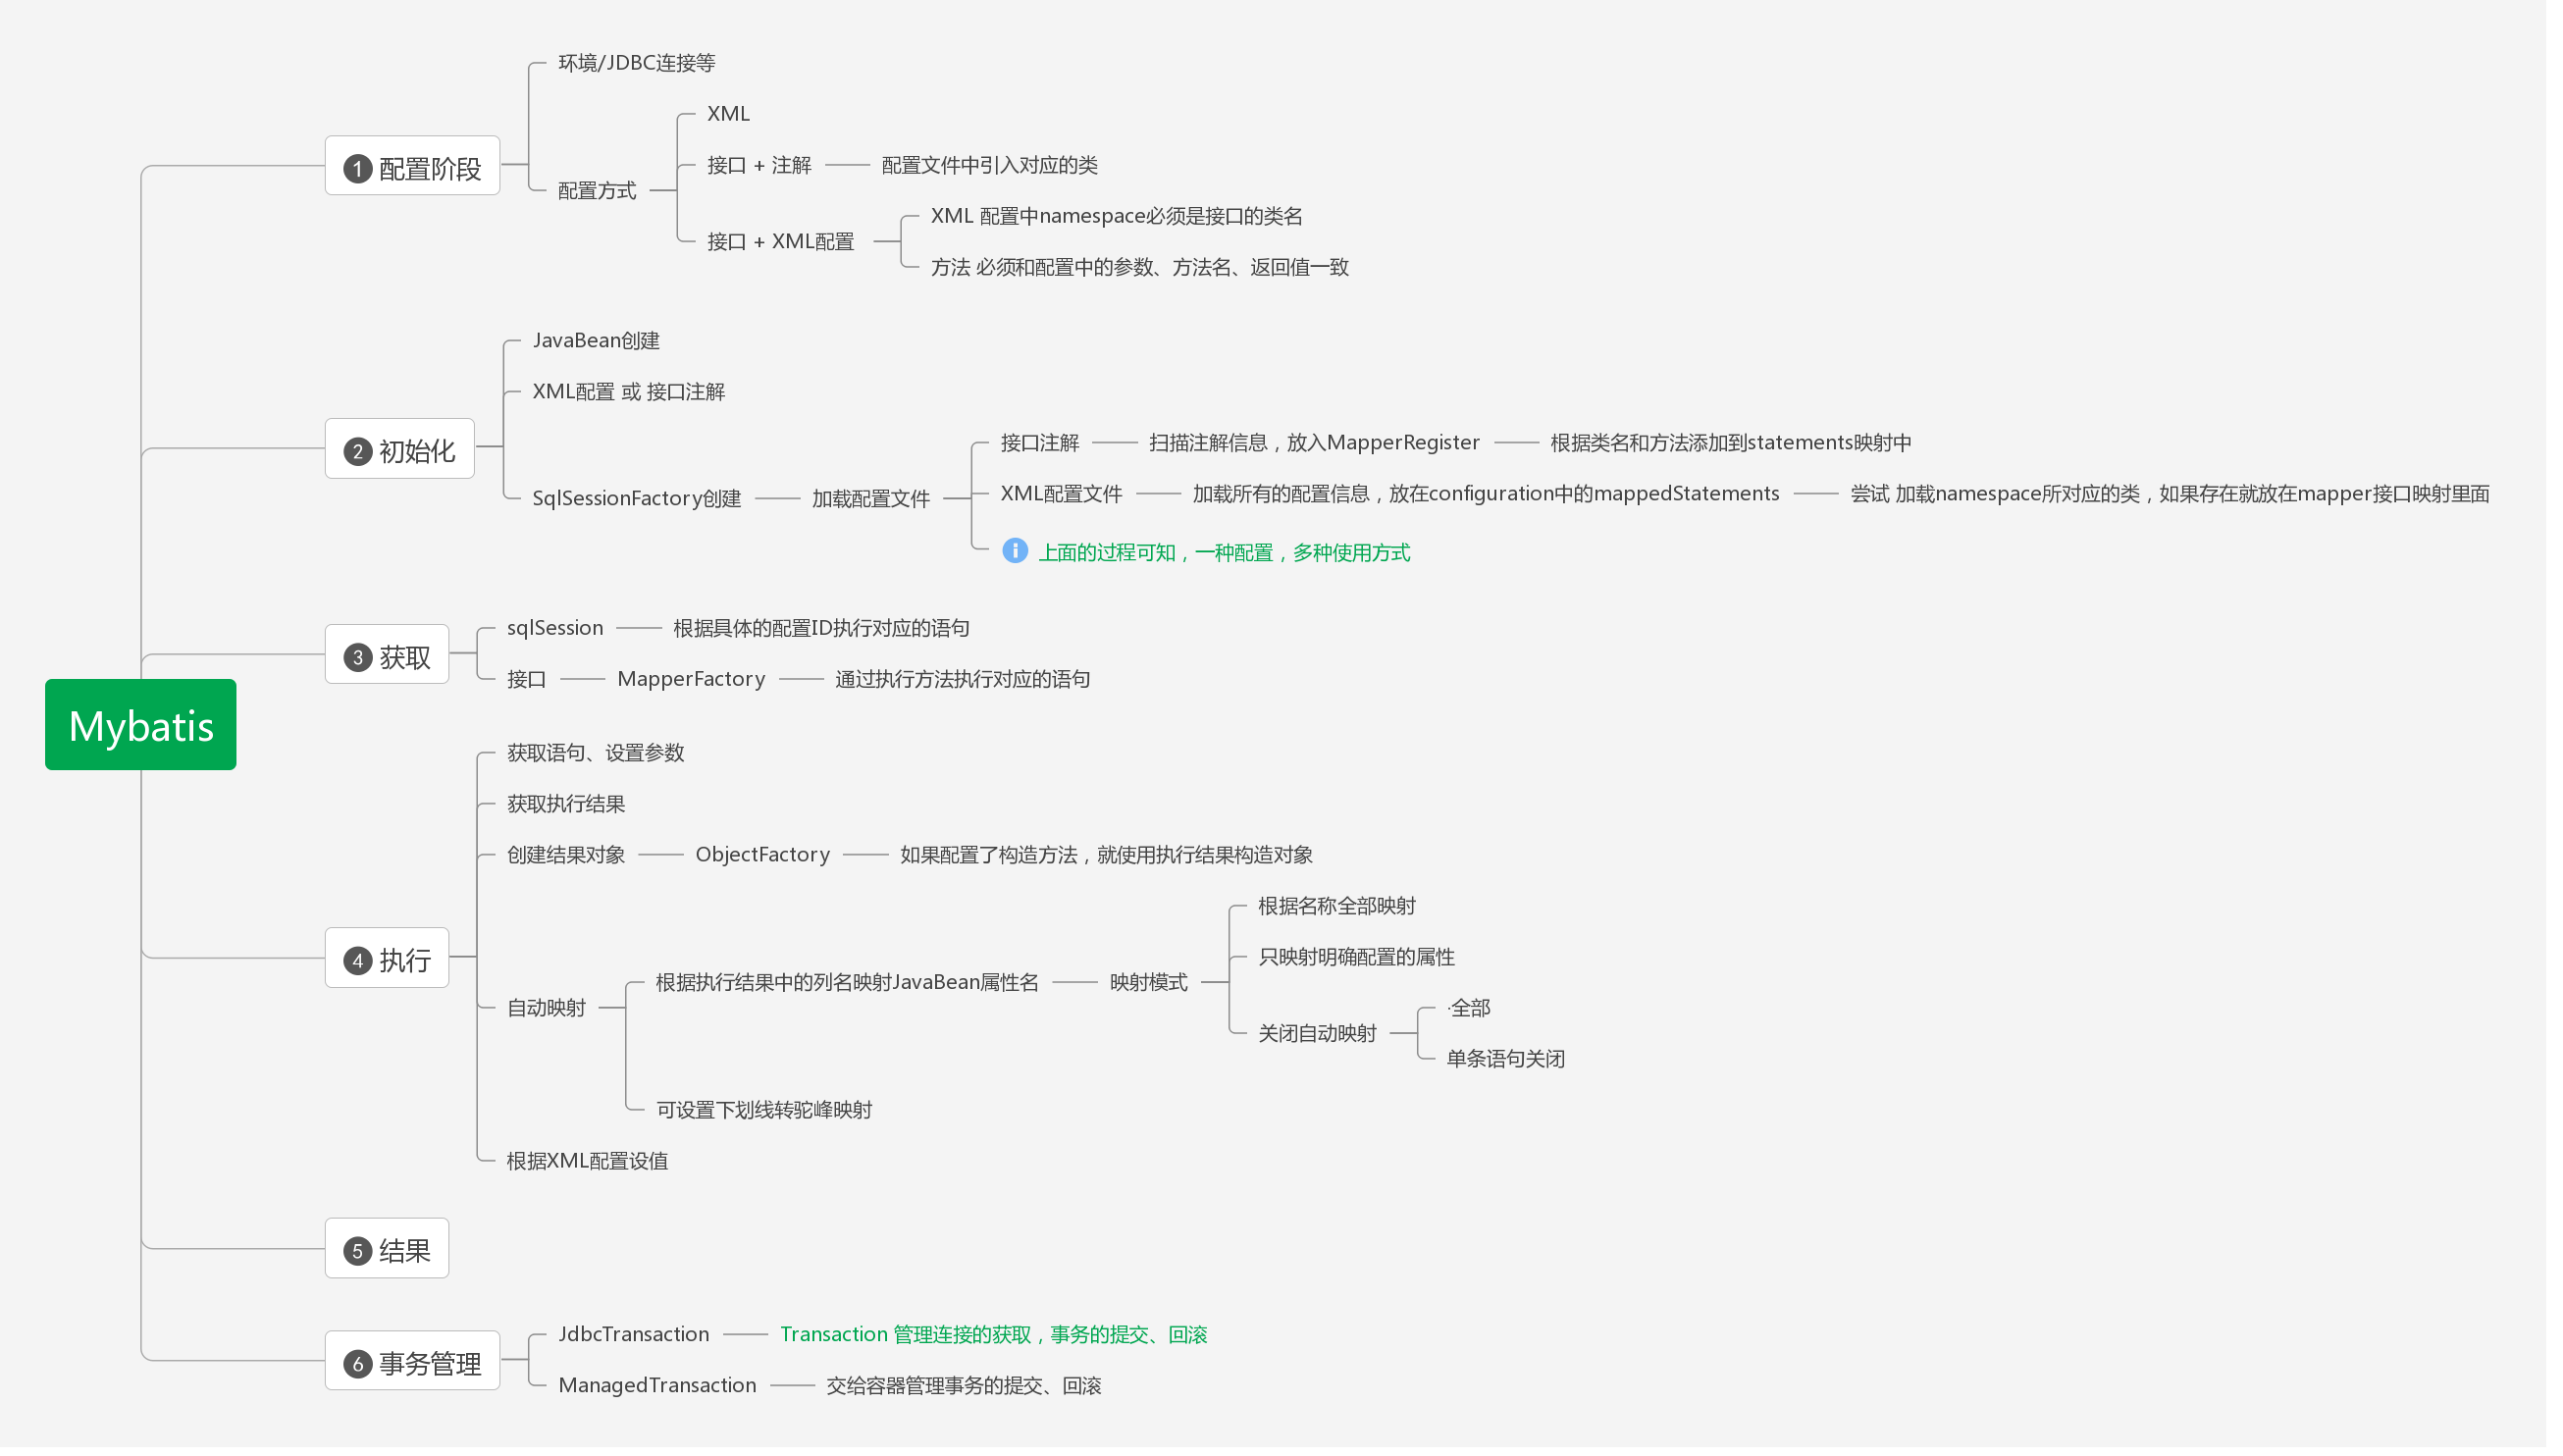 Mybatis
1 配置阶段
环境/JDBC连接等
配置方式
XML
接口 + 注解
配置文件中引入对应的类
接口 + XML配置
XML 配置中namespace必须是接口的类名
方法 必须和配置中的参数、方法名、返回值一致
2 初始化
JavaBean创建
XML配置 或 接口注解
SqlSessionFactory创建
加载配置文件
接口注解
扫描注解信息，放入MapperRegister
根据类名和方法添加到statements映射中
XML配置文件
加载所有的配置信息，放在configuration中的mappedStatements
尝试 加载namespace所对应的类，如果存在就放在mapper接口映射里面
上面的过程可知，一种配置，多种使用方式
3 获取
sqlSession
根据具体的配置ID执行对应的语句
接口
MapperFactory
通过执行方法执行对应的语句
4 执行
获取语句、设置参数
获取执行结果
创建结果对象
ObjectFactory
如果配置了构造方法，就使用执行结果构造对象
自动映射
根据执行结果中的列名映射JavaBean属性名
映射模式
根据名称全部映射
只映射明确配置的属性
关闭自动映射
·全部
单条语句关闭
可设置下划线转驼峰映射
根据XML配置设值
5 结果
6 事务管理
JdbcTransaction
Transaction 管理连接的获取，事务的提交、回滚
ManagedTransaction
交给容器管理事务的提交、回滚